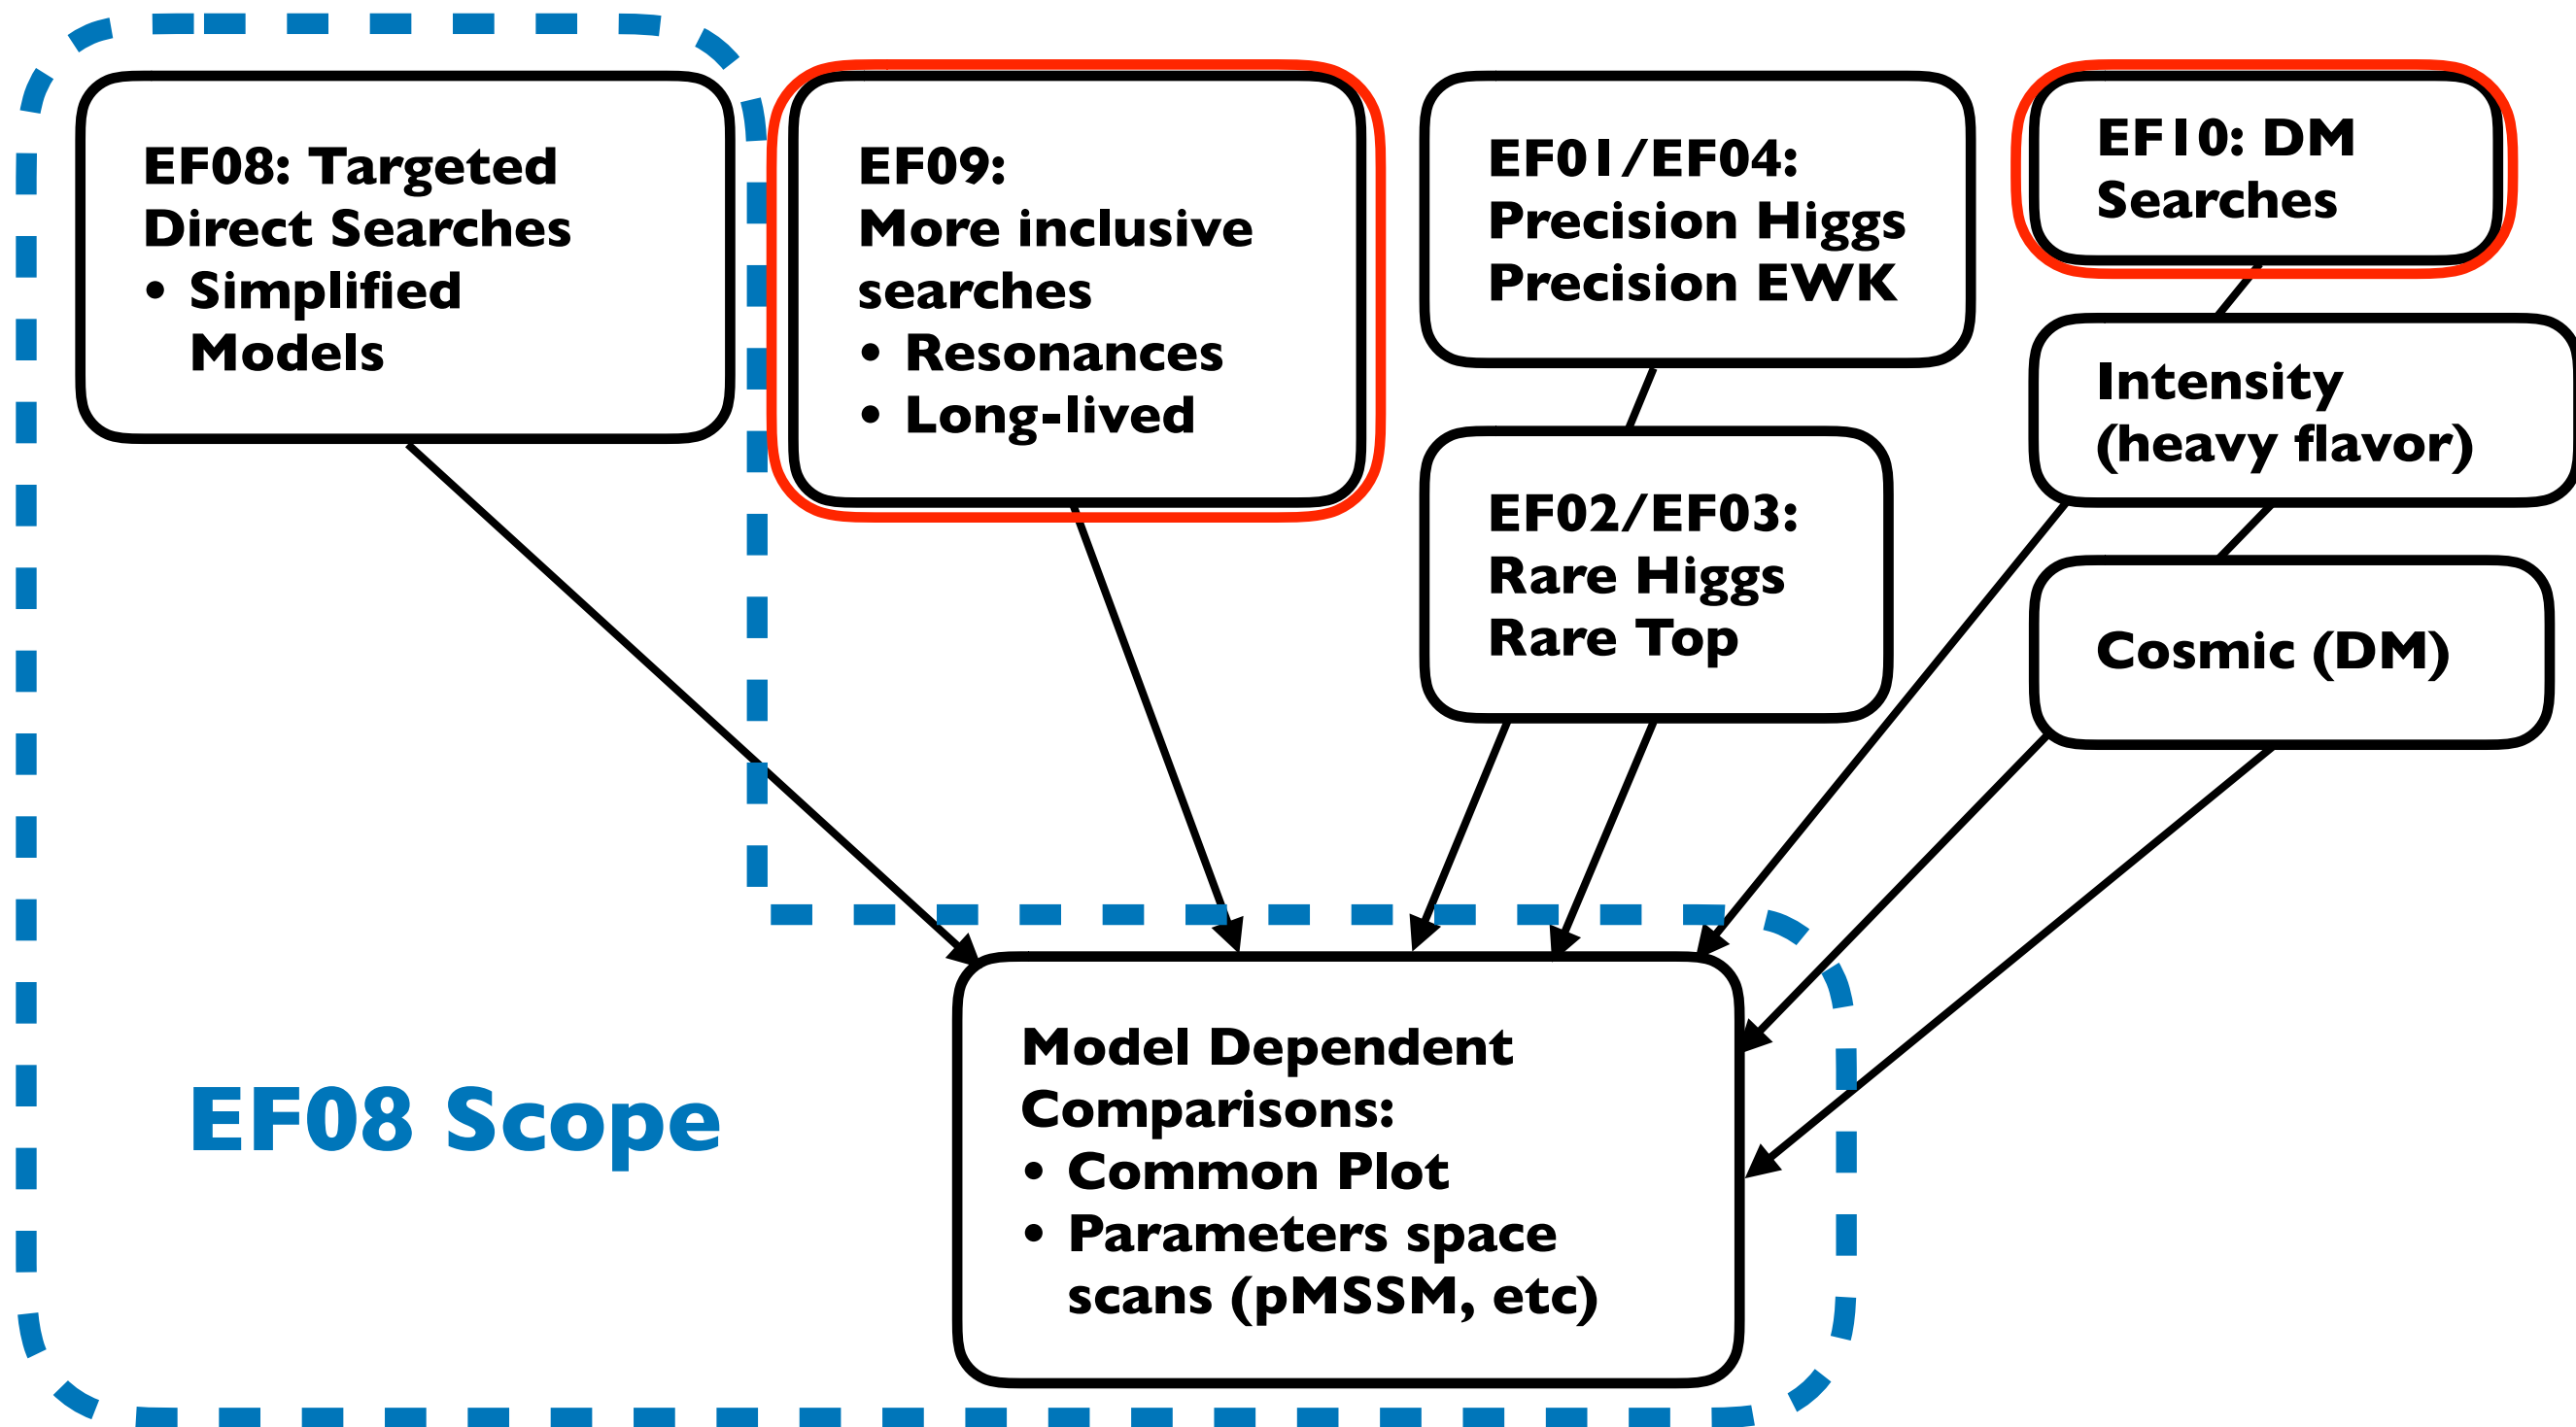 EF08: Targeted
Direct Searches
• Simplified
Models
EF09:
More inclusive
searches
• Resonances
• Long-lived
EF01/EF04:
Precision Higgs
Precision EWK
EF10: DM
Searches
Intensity
(heavy flavor)
EF02/EF03:
Rare Higgs
Rare Top
Cosmic (DM)
EF08 Scope
Model Dependent
Comparisons:
• Common Plot
• Parameters space
scans (pMSSM, etc)